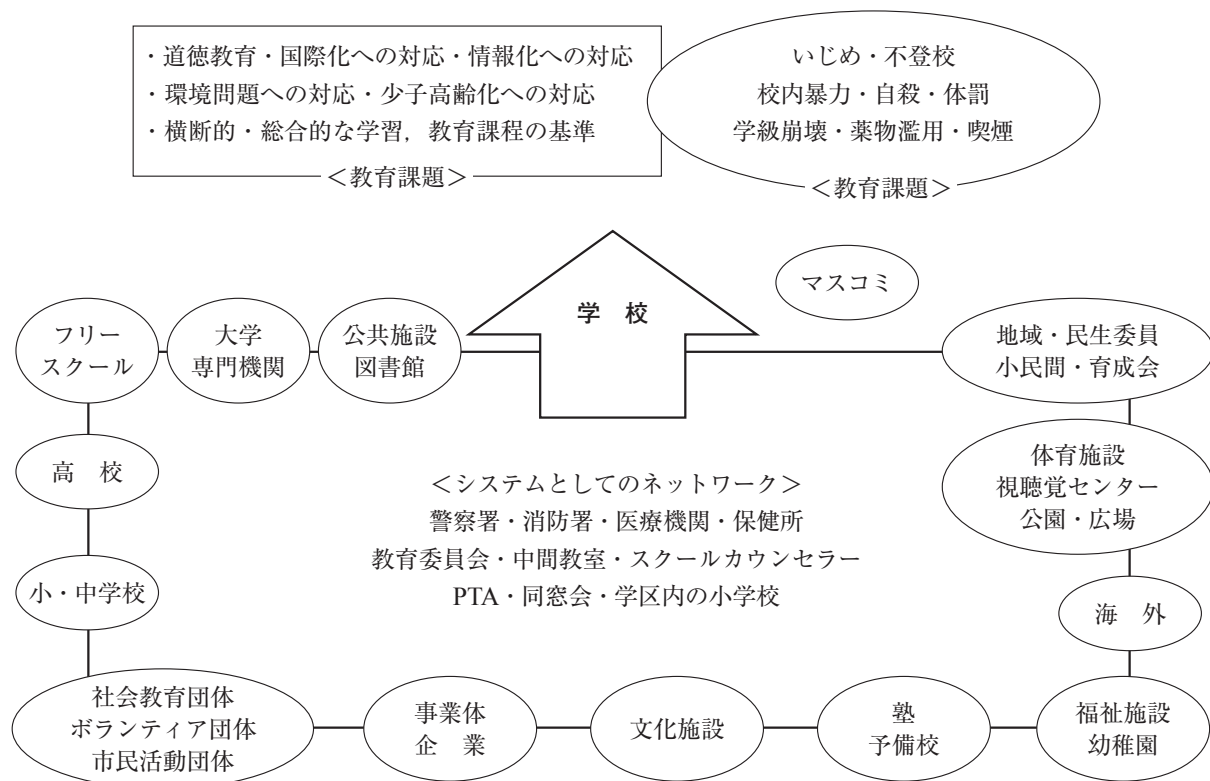 ・道徳教育・国際化への対応・情報化への対応
・環境問題への対応・少子高齢化への対応
・横断的・総合的な学習，教育課程の基準
＜教育課題＞
いじめ・不登校
校内暴力・自殺・体罰
学級崩壊・薬物濫用・喫煙
＜教育課題＞
学　校
マスコミ
フリー
スクール
大学
専門機関
公共施設
図書館
地域・民生委員
小民間・育成会
高　校
体育施設
視聴覚センター
公園・広場
＜システムとしてのネットワーク＞
警察署・消防署・医療機関・保健所
教育委員会・中間教室・スクールカウンセラー
PTA・同窓会・学区内の小学校
小・中学校
海　外
社会教育団体
ボランティア団体
市民活動団体
事業体
企　業
文化施設
塾
予備校
福祉施設
幼稚園